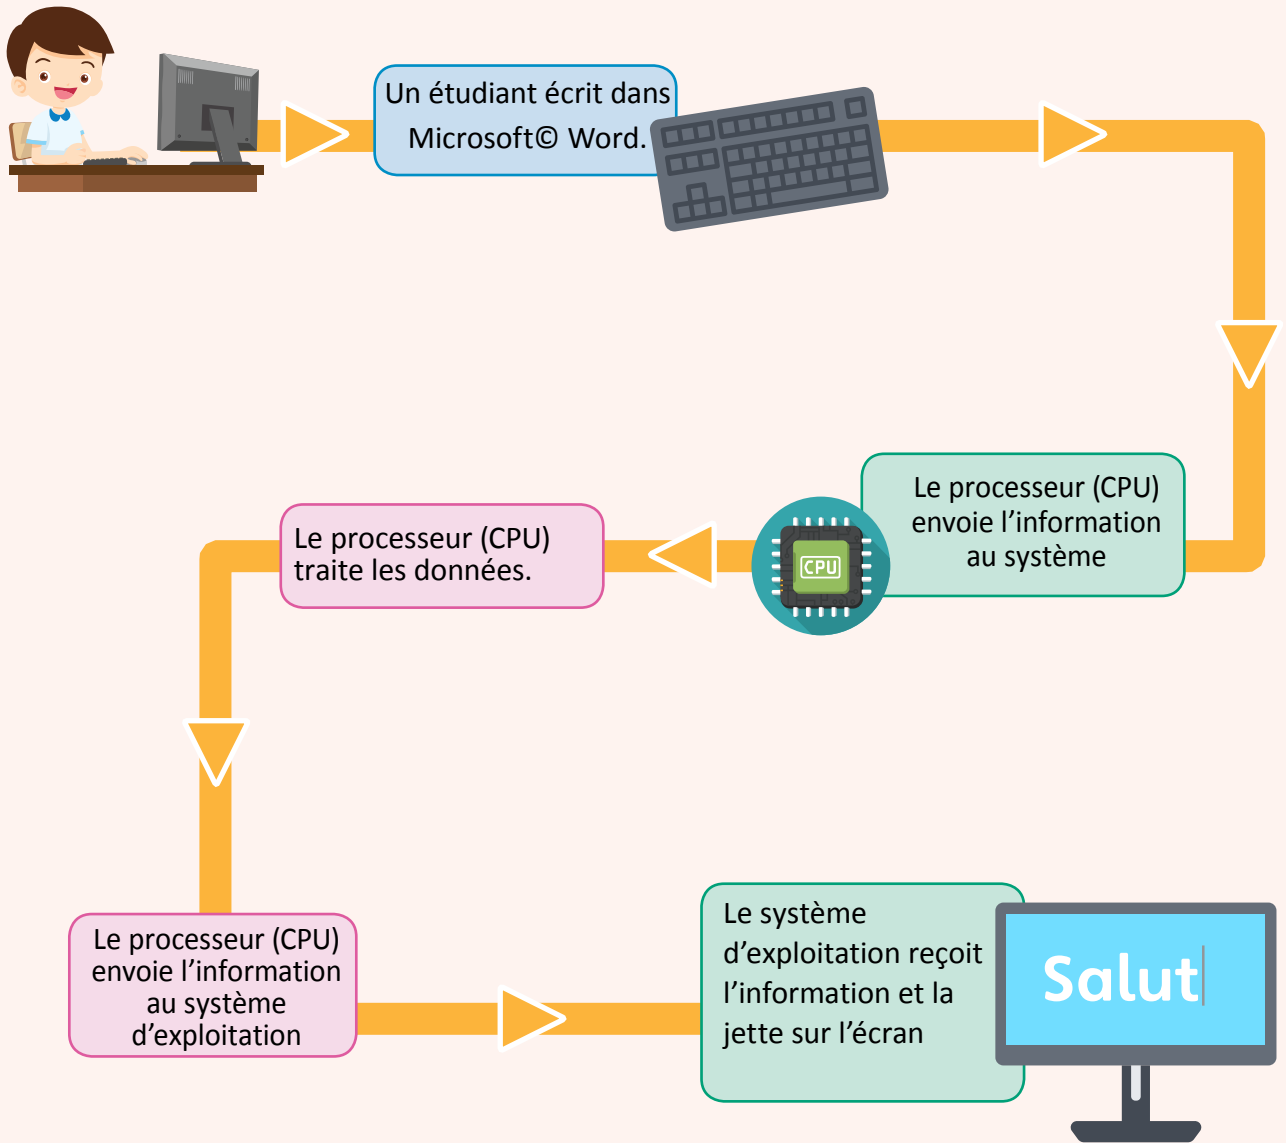 Un étudiant écrit dans
Microsoft© Word.
Le processeur (CPU)
envoie l’information
au système
CPU
Le processeur (CPU)
traite les données.
Le processeur (CPU)
envoie l’information
au système
d’exploitation
Le système
d’exploitation reçoit
l’information et la
jette sur l’écran
Salut